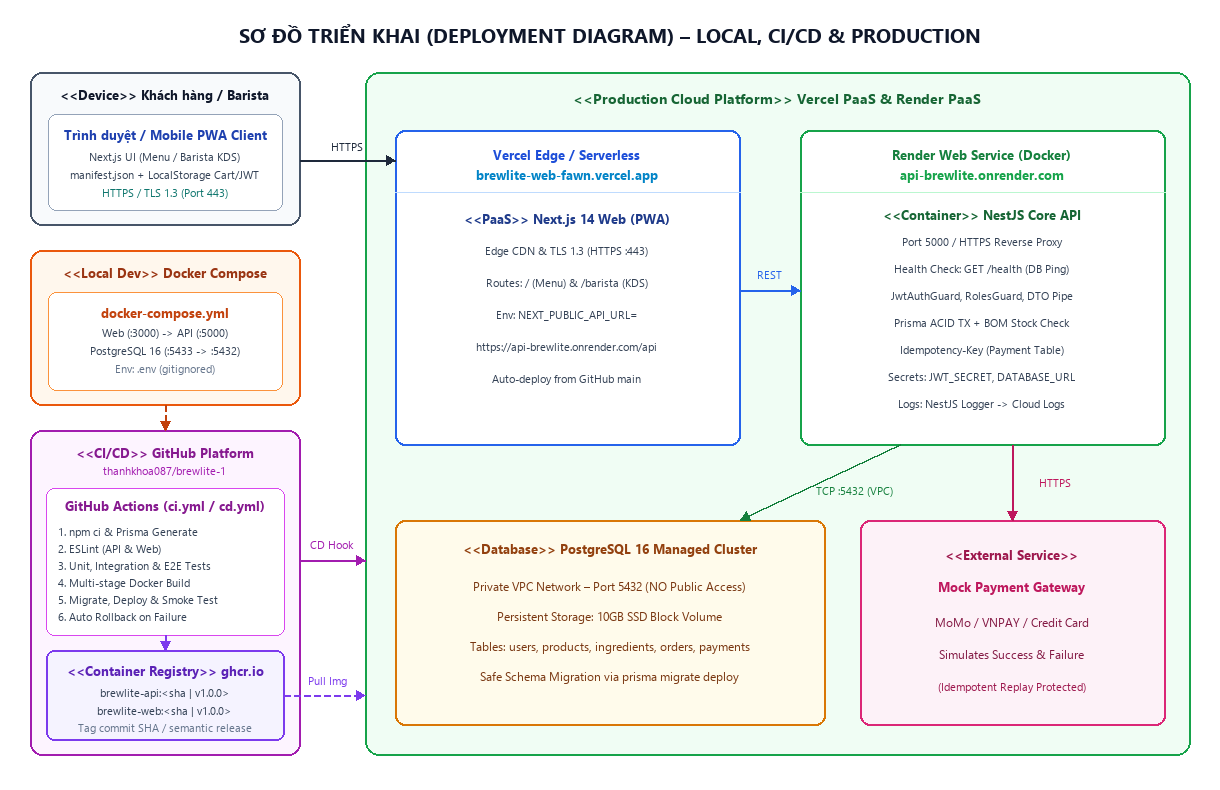 SƠ ĐỒ TRIỂN KHAI (DEPLOYMENT DIAGRAM) – LOCAL, CI/CD & PRODUCTION
<<Device>> Khách hàng / Barista
Trình duyệt / Mobile PWA Client
Next.js UI (Menu / Barista KDS)
manifest.json + LocalStorage Cart/JWT
HTTPS / TLS 1.3 (Port 443)
<<Local Dev>> Docker Compose
docker-compose.yml
Web (:3000) -> API (:5000)
PostgreSQL 16 (:5433 -> :5432)
Env: .env (gitignored)
<<CI/CD>> GitHub Platform
thanhkhoa087/brewlite-1
GitHub Actions (ci.yml / cd.yml)
1. npm ci & Prisma Generate
2. ESLint (API & Web)
3. Unit, Integration & E2E Tests
4. Multi-stage Docker Build
5. Migrate, Deploy & Smoke Test
6. Auto Rollback on Failure
<<Container Registry>> ghcr.io
brewlite-api:<sha | v1.0.0>
brewlite-web:<sha | v1.0.0>
Tag commit SHA / semantic release
HTTPS
CD Hook
Pull Img
<<Production Cloud Platform>> Vercel PaaS & Render PaaS
Vercel Edge / Serverless
brewlite-web-fawn.vercel.app
<<PaaS>> Next.js 14 Web (PWA)
Edge CDN & TLS 1.3 (HTTPS :443)
Routes: / (Menu) & /barista (KDS)
Env: NEXT_PUBLIC_API_URL=
https://api-brewlite.onrender.com/api
Auto-deploy from GitHub main
REST
Render Web Service (Docker)
api-brewlite.onrender.com
<<Container>> NestJS Core API
Port 5000 / HTTPS Reverse Proxy
Health Check: GET /health (DB Ping)
JwtAuthGuard, RolesGuard, DTO Pipe
Prisma ACID TX + BOM Stock Check
Idempotency-Key (Payment Table)
Secrets: JWT_SECRET, DATABASE_URL
Logs: NestJS Logger -> Cloud Logs
TCP :5432 (VPC)
HTTPS
<<Database>> PostgreSQL 16 Managed Cluster
Private VPC Network – Port 5432 (NO Public Access)
Persistent Storage: 10GB SSD Block Volume
Tables: users, products, ingredients, orders, payments
Safe Schema Migration via prisma migrate deploy
<<External Service>>
Mock Payment Gateway
MoMo / VNPAY / Credit Card
Simulates Success & Failure
(Idempotent Replay Protected)